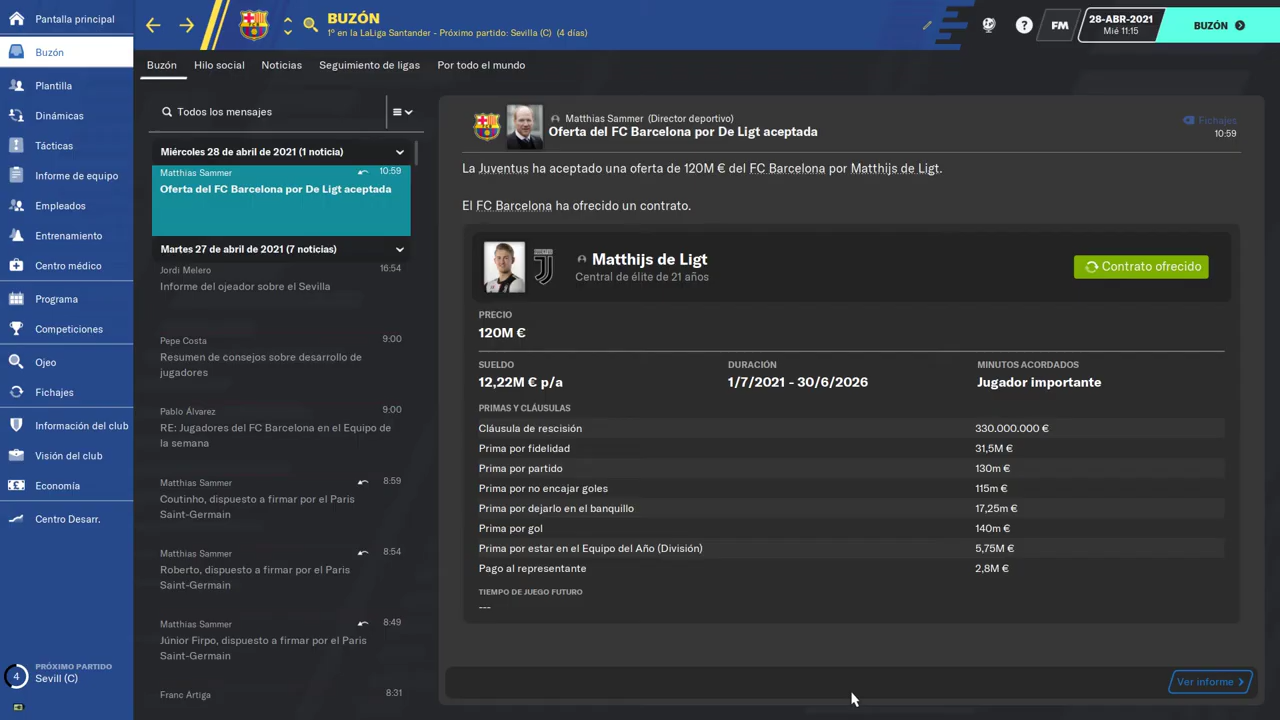 Pantalla principal
Buzón
Plantilla
Dinámicas
Tácticas
Informe de equipo
Empleados
Entrenamiento
Centro médico
Programa
Competiciones
Ojeo
Fichajes
Información del club
Visión del club
Economía
Centro Desarr.
4
PRÓXIMO PARTIDO
Sevill (C)
BUZÓN
1º en la LaLiga Santander - Próximo partido: Sevilla (C) (4 días)
?
FM
28-ABR-2021
Mié 11:15
BUZÓN
Buzón
Hilo social
Noticias
Seguimiento de ligas
Por todo el mundo
Todos los mensajes
Miércoles 28 de abril de 2021 (1 noticia)
Matthias Sammer
10:59
Oferta del FC Barcelona por De Ligt aceptada
Martes 27 de abril de 2021 (7 noticias)
Jordi Melero
16:54
Informe del ojeador sobre el Sevilla
Pepe Costa
9:00
Resumen de consejos sobre desarrollo de
jugadores
Pablo Álvarez
9:00
RE: Jugadores del FC Barcelona en el Equipo de
la semana
Matthias Sammer
8:59
Coutinho, dispuesto a firmar por el Paris
Saint-Germain
Matthias Sammer
8:54
Roberto, dispuesto a firmar por el Paris
Saint-Germain
Matthias Sammer
8:49
Júnior Firpo, dispuesto a firmar por el Paris
Saint-Germain
Franc Artiga
8:31
Matthias Sammer (Director deportivo)
Oferta del FC Barcelona por De Ligt aceptada
Fichajes
10:59
La Juventus ha aceptado una oferta de 120M € del FC Barcelona por Matthijs de Ligt.
El FC Barcelona ha ofrecido un contrato.
Matthijs de Ligt
Central de élite de 21 años
Contrato ofrecido
PRECIO
120M €
SUELDO
12,22M € p/a
DURACIÓN
1/7/2021 - 30/6/2026
MINUTOS ACORDADOS
Jugador importante
PRIMAS Y CLÁUSULAS
Cláusula de rescisión 330.000.000 €
Prima por fidelidad 31,5M €
Prima por partido 130m €
Prima por no encajar goles 115m €
Prima por dejarlo en el banquillo 17,25m €
Prima por gol 140m €
Prima por estar en el Equipo del Año (División) 5,75M €
Pago al representante 2,8M €
TIEMPO DE JUEGO FUTURO
---
Ver informe